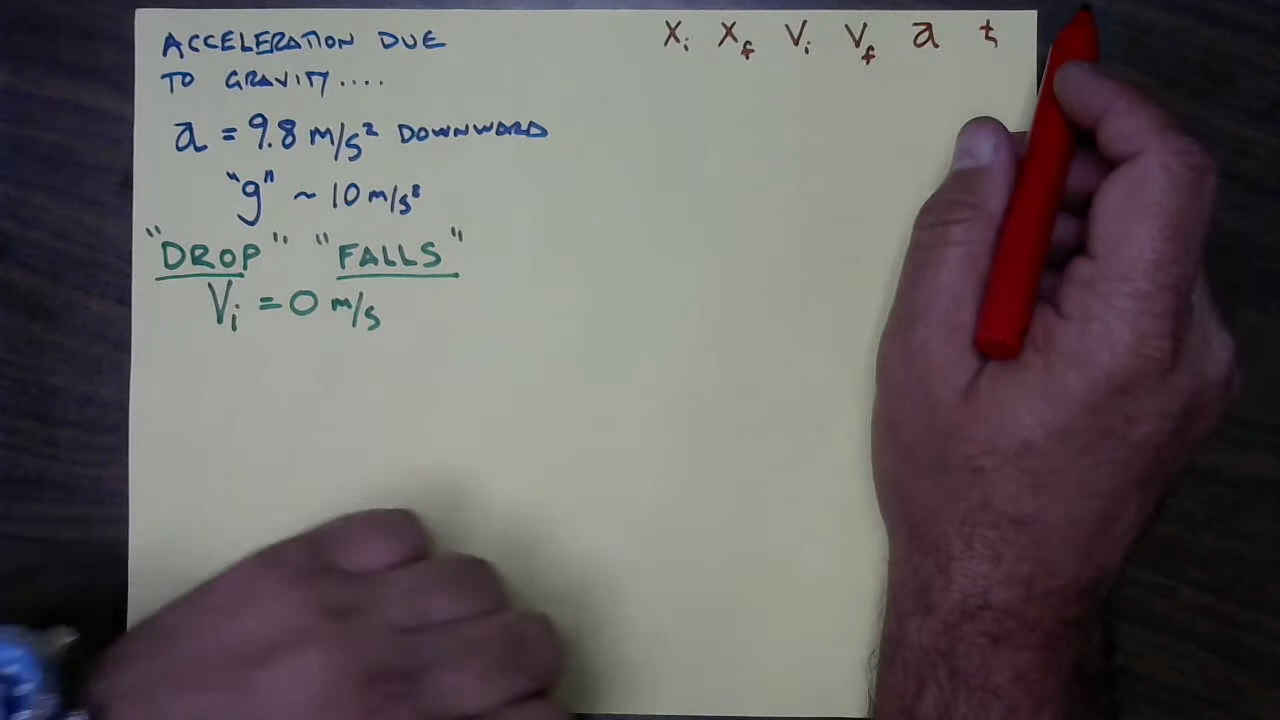 ACCELERATION DUE
TO GRAVITY....
a = 9.8 m/s² DOWNWARD
"g" ~ 10 m/s²
"DROP" "FALLS"
Vi = 0 m/s
Xi Xf Vi Vf a t